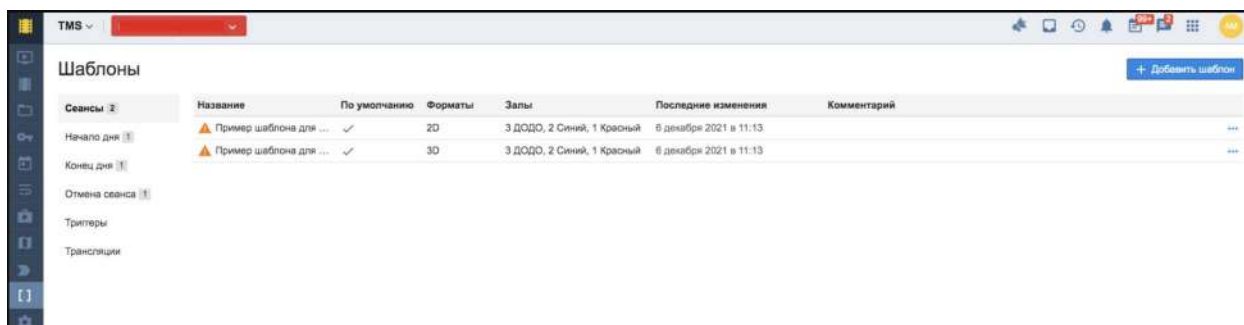 TMS
99+ 2
Шаблоны
+ Добавить шаблон
Сеансы 2
Начало дня 1
Конец дня 1
Отмена сеанса 1
Триггеры
Трансляции
Название По умолчанию Форматы Залы Последние изменения Комментарий
Пример шаблона для ... 2D 3 ДОДО, 2 Синий, 1 Красный 6 декабря 2021 в 11:13
Пример шаблона для ... 3D 3 ДОДО, 2 Синий, 1 Красный 6 декабря 2021 в 11:13